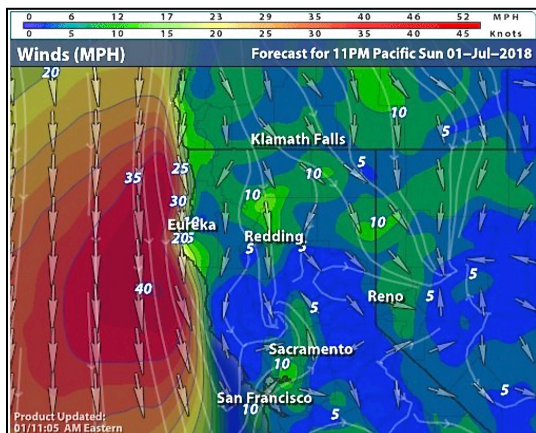 0 6 12 17 23 29 35 40 46 52 MPH
0 5 10 15 20 25 30 35 40 45 Knots
Winds (MPH) Forecast for 11PM Pacific Sun 01-Jul-2018
20
10
5
Klamath Falls
5
25
35
10
30
10
10
Eureka
205
Redding
5
5
5
40
Reno
5
5
Sacramento
10
5
San Francisco
10
5
Product Updated:
01/11:05 AM Eastern